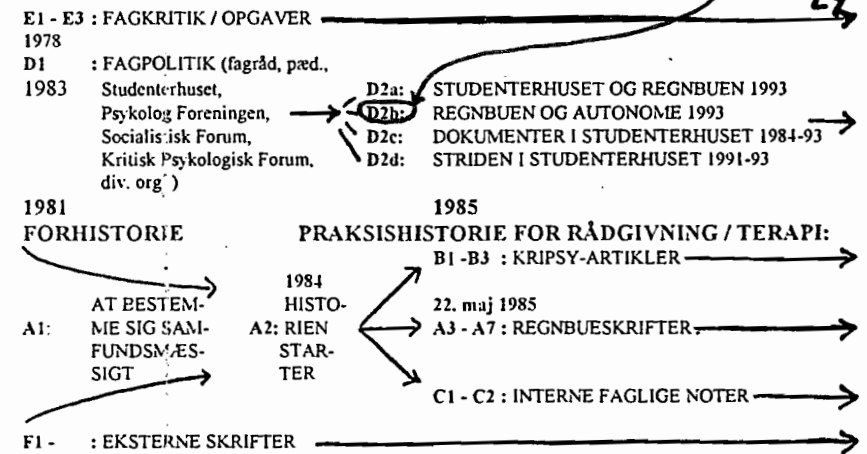 E1 - E3 : FAGKRITIK / OPGAVER
1978
D1 : FAGPOLITIK (fagråd, pæd.,
1983 Studenterhuset, D2a: STUDENTERHUSET OG REGNBUEN 1993
Psykolog Foreningen, D2b: REGNBUEN OG AUTONOME 1993
Socialistisk Forum, D2c: DOKUMENTER I STUDENTERHUSET 1984-93
Kritisk Psykologisk Forum, D2d: STRIDEN I STUDENTERHUSET 1991-93
div. org )
1981 1985
FORHISTORIE PRAKSISHISTORIE FOR RÅDGIVNING / TERAPI:
B1 -B3 : KRIPSY-ARTIKLER
1984
AT BESTEM- HISTO- 22. maj 1985
A1: ME SIG SAM- A2: RIEN A3 - A7 : REGNBUESKRIFTER
FUNDSMÆS- STAR-
SIGT TER
C1 - C2 : INTERNE FAGLIGE NOTER
F1 - : EKSTERNE SKRIFTER